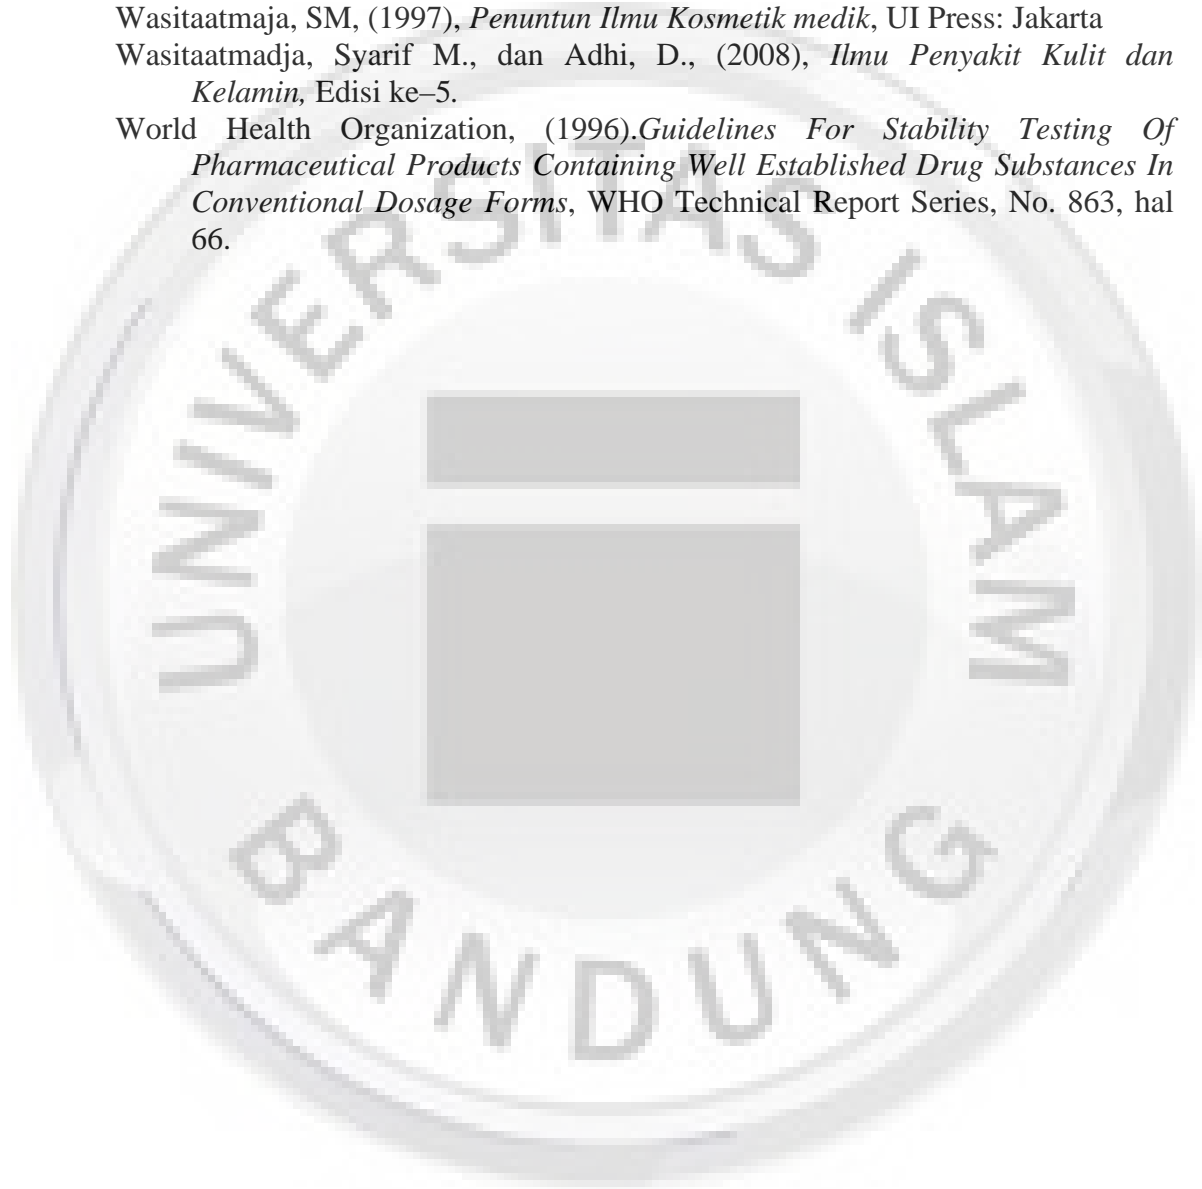 Wasitaatmaja, SM, (1997), Penuntun Ilmu Kosmetik medik, UI Press: Jakarta
Wasitaatmadja, Syarif M., dan Adhi, D., (2008), Ilmu Penyakit Kulit dan
Kelamin, Edisi ke–5.
World Health Organization, (1996).Guidelines For Stability Testing Of
Pharmaceutical Products Containing Well Established Drug Substances In
Conventional Dosage Forms, WHO Technical Report Series, No. 863, hal
66.
UNIVERSITAS ISLAM
BANDUNG